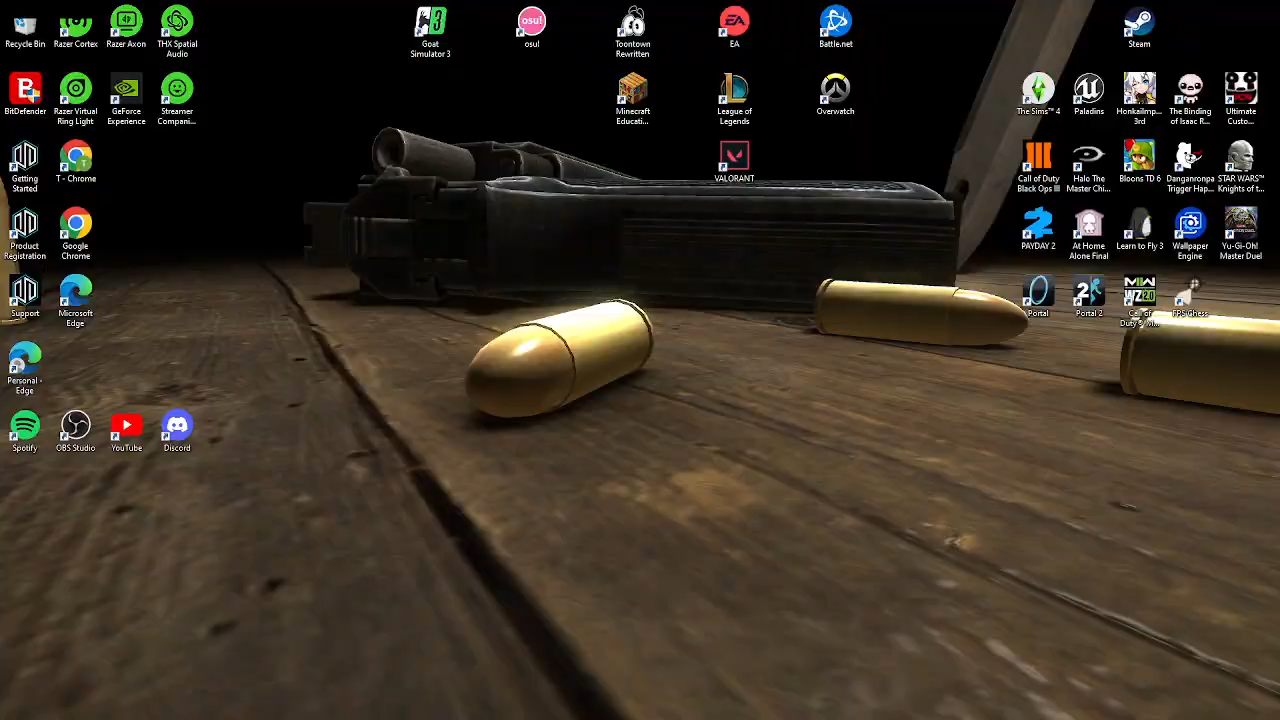 Recycle Bin
Razer Cortex
Razer Axon
THX Spatial
Audio
Goat
Simulator 3
osu!
osu!
Toontown
Rewritten
EA
EA
Battle.net
Steam
BitDefender
Razer Virtual
Ring Light
GeForce
Experience
Streamer
Compani...
Minecraft
Educati...
League of
Legends
Overwatch
The Sims™ 4
Paladins
HonkaiImp...
3rd
The Binding
of Isaac R...
Ultimate
Custo...
Getting
Started
T - Chrome
VALORANT
Call of Duty
Black Ops III
Halo The
Master Chi...
Bloons TD 6
Danganronpa
Trigger Hap...
STAR WARS™
Knights of t...
Product
Registration
Google
Chrome
PAYDAY 2
At Home
Alone Final
Learn to Fly 3
Wallpaper
Engine
Yu-Gi-Oh!
Master Duel
Support
Microsoft
Edge
Portal
Portal 2
Call of
Duty® M...
FPS Chess
Personal -
Edge
Spotify
OBS Studio
YouTube
Discord